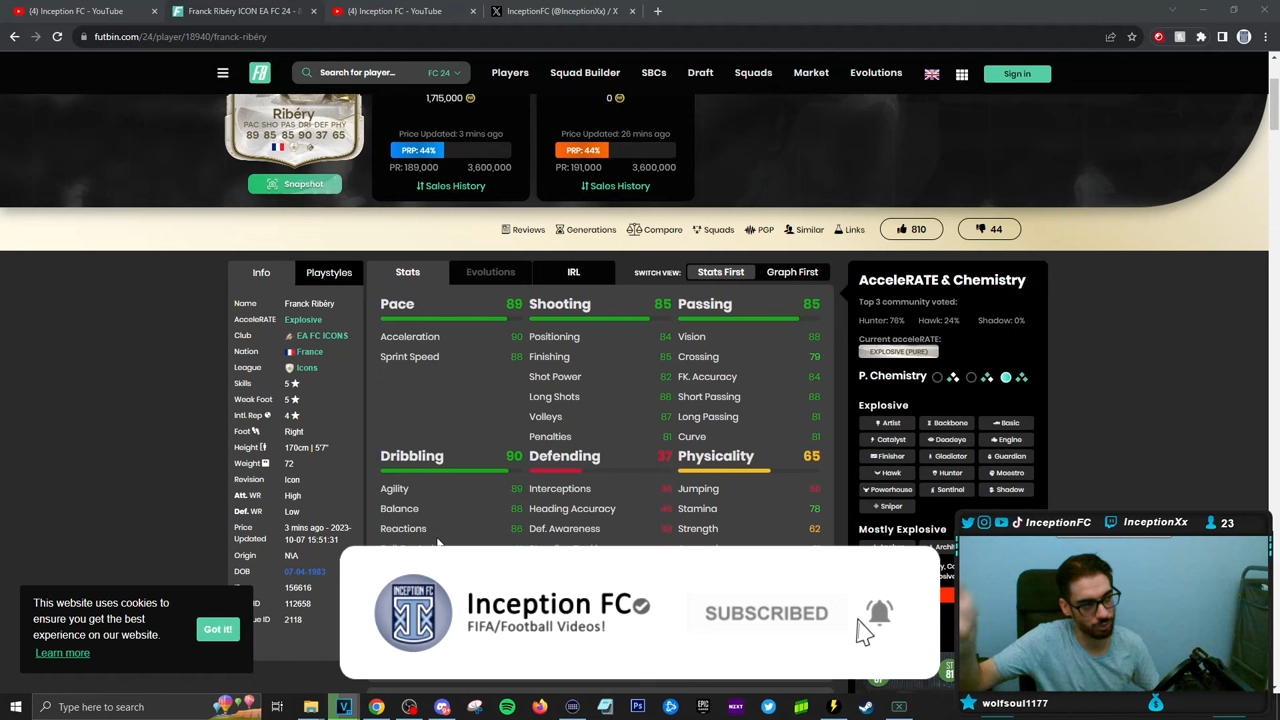 (4) Inception FC - YouTube
Franck Ribéry ICON EA FC 24 -
(4) Inception FC - YouTube
InceptionFC (@InceptionXx) / X
futbin.com/24/player/18940/franck-ribery
Search for player... FC 24
Players Squad Builder SBCs Draft Squads Market Evolutions Sign in
Ribéry
PAC SHO PAS DRI DEF PHY
89 85 85 90 37 65
Snapshot
1,715,000
Price Updated: 3 mins ago
PRP: 44%
PR: 189,000 3,600,000
Sales History
0
Price Updated: 26 mins ago
PRP: 44%
PR: 191,000 3,600,000
Sales History
Reviews Generations Compare Squads PGP Similar Links 810 44
Info Playstyles
Name Franck Ribéry
AcceleRATE Explosive
Club EA FC ICONS
Nation France
League Icons
Skills 5
Weak Foot 5
Intl. Rep 4
Foot Right
Height 170cm | 5'7"
Weight 72
Revision Icon
Att. WR High
Def. WR Low
Price Updated 3 mins ago - 2023-10-07 15:51:31
Origin N\A
DOB 07-04-1983
156616
ID 112658
ID 2118
Stats Evolutions IRL SWITCH VIEW: Stats First Graph First
Pace 89
Acceleration 90
Sprint Speed 88
Shooting 85
Positioning 84
Finishing 85
Shot Power 82
Long Shots 86
Volleys 87
Penalties 81
Passing 85
Vision 88
Crossing 79
FK. Accuracy 84
Short Passing 88
Long Passing 81
Curve 81
Dribbling 90
Agility 89
Balance 88
Reactions 86
Defending 37
Interceptions
Heading Accuracy
Def. Awareness
Physicality 65
Jumping
Stamina 78
Strength 62
AcceleRATE & Chemistry
Top 3 community voted:
Hunter: 76% Hawk: 24% Shadow: 0%
Current acceleRATE:
EXPLOSIVE (PURE)
P. Chemistry
Explosive
Artist Backbone Basic
Catalyst Deadeye Engine
Finisher Gladiator Guardian
Hawk Hunter Maestro
Powerhouse Sentinel Shadow
Sniper
Mostly Explosive
This website uses cookies to
ensure you get the best
experience on our website.
Learn more
Got it!
INCEPTION FC
Inception FC
FIFA/Football Videos!
SUBSCRIBED
InceptionFC InceptionXx 23
wolfsoul1177
ST
81
Type here to search